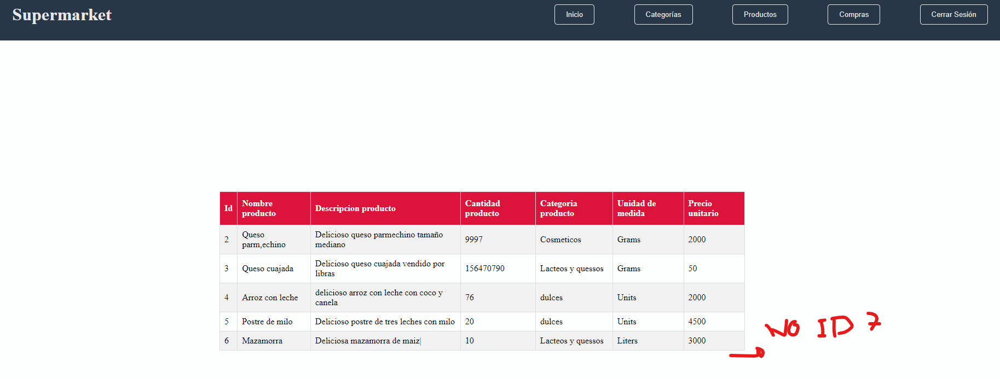 Supermarket
Inicio
Categorías
Productos
Compras
Cerrar Sesión
Id
Nombre
producto
Descripcion producto
Cantidad
producto
Categoria
producto
Unidad de
medida
Precio
unitario
2
Queso
parm,echino
Delicioso queso parmechino tamaño
mediano
9997
Cosmeticos
Grams
2000
3
Queso cuajada
Delicioso queso cuajada vendido por
libras
156470790
Lacteos y quessos
Grams
50
4
Arroz con leche
delicioso arroz con leche con coco y
canela
76
dulces
Units
2000
5
Postre de milo
Delicioso postre de tres leches con milo
20
dulces
Units
4500
6
Mazamorra
Deliciosa mazamorra de maiz
10
Lacteos y quessos
Liters
3000
NO ID 7